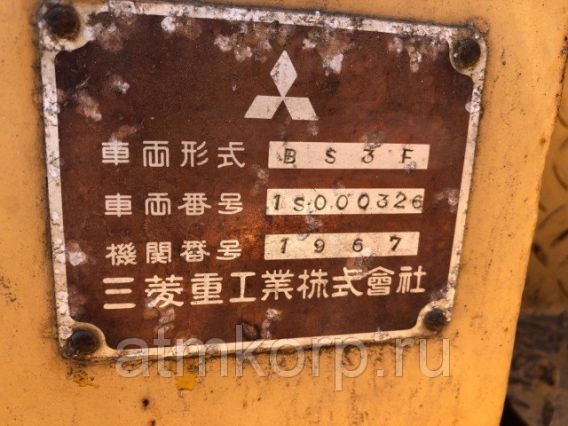 車両形式 BS3F
車両番号 1S000326
機関番号 1967
三菱重工業株式會社
atmkorp.ru